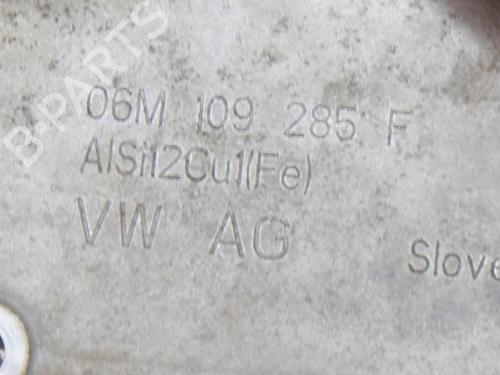 B-PARTS
06M 109 285 F
AlSi12Cu1(Fe)
VW AG
Slove